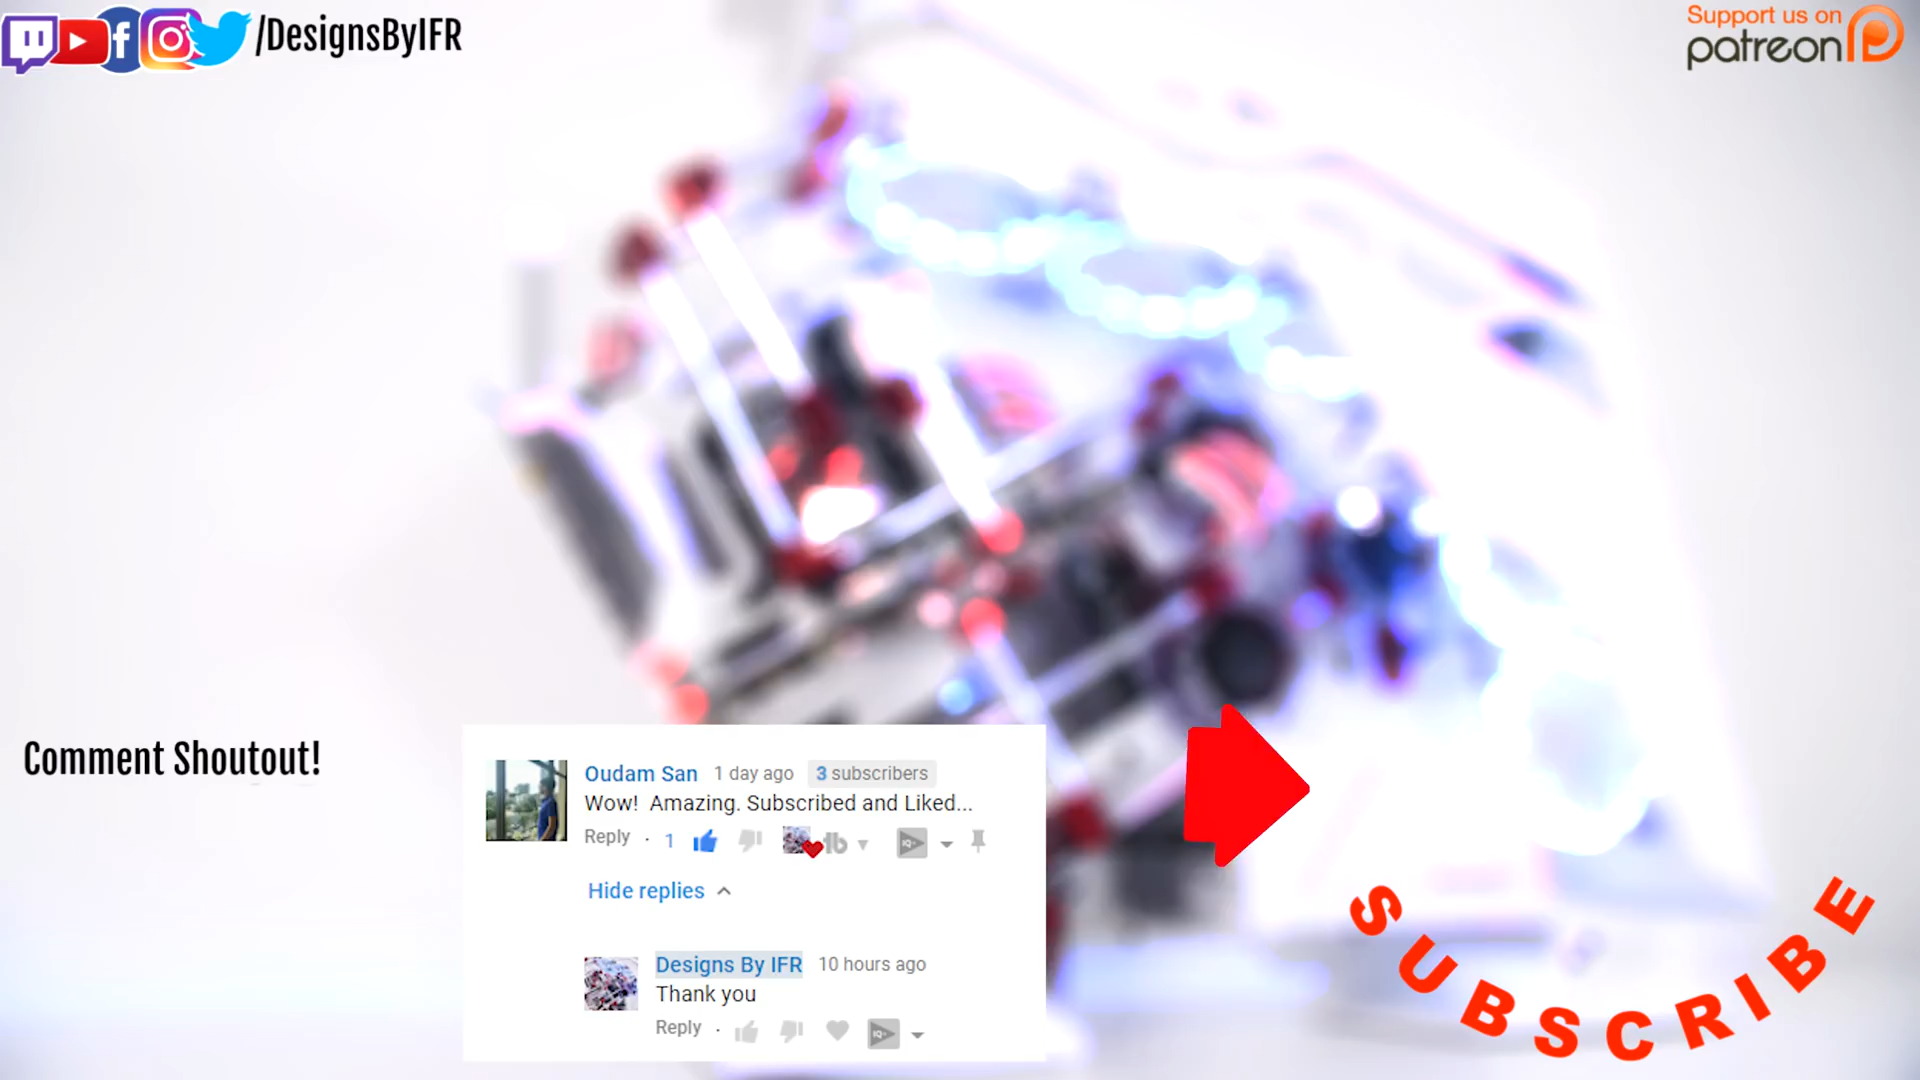 /DesignsByIFR
Support us on
patreon
Comment Shoutout!
Oudam San 1 day ago 3 subscribers
Wow! Amazing. Subscribed and Liked...
Reply · 1
Hide replies
Designs By IFR 10 hours ago
Thank you
Reply ·
SUBSCRIBE